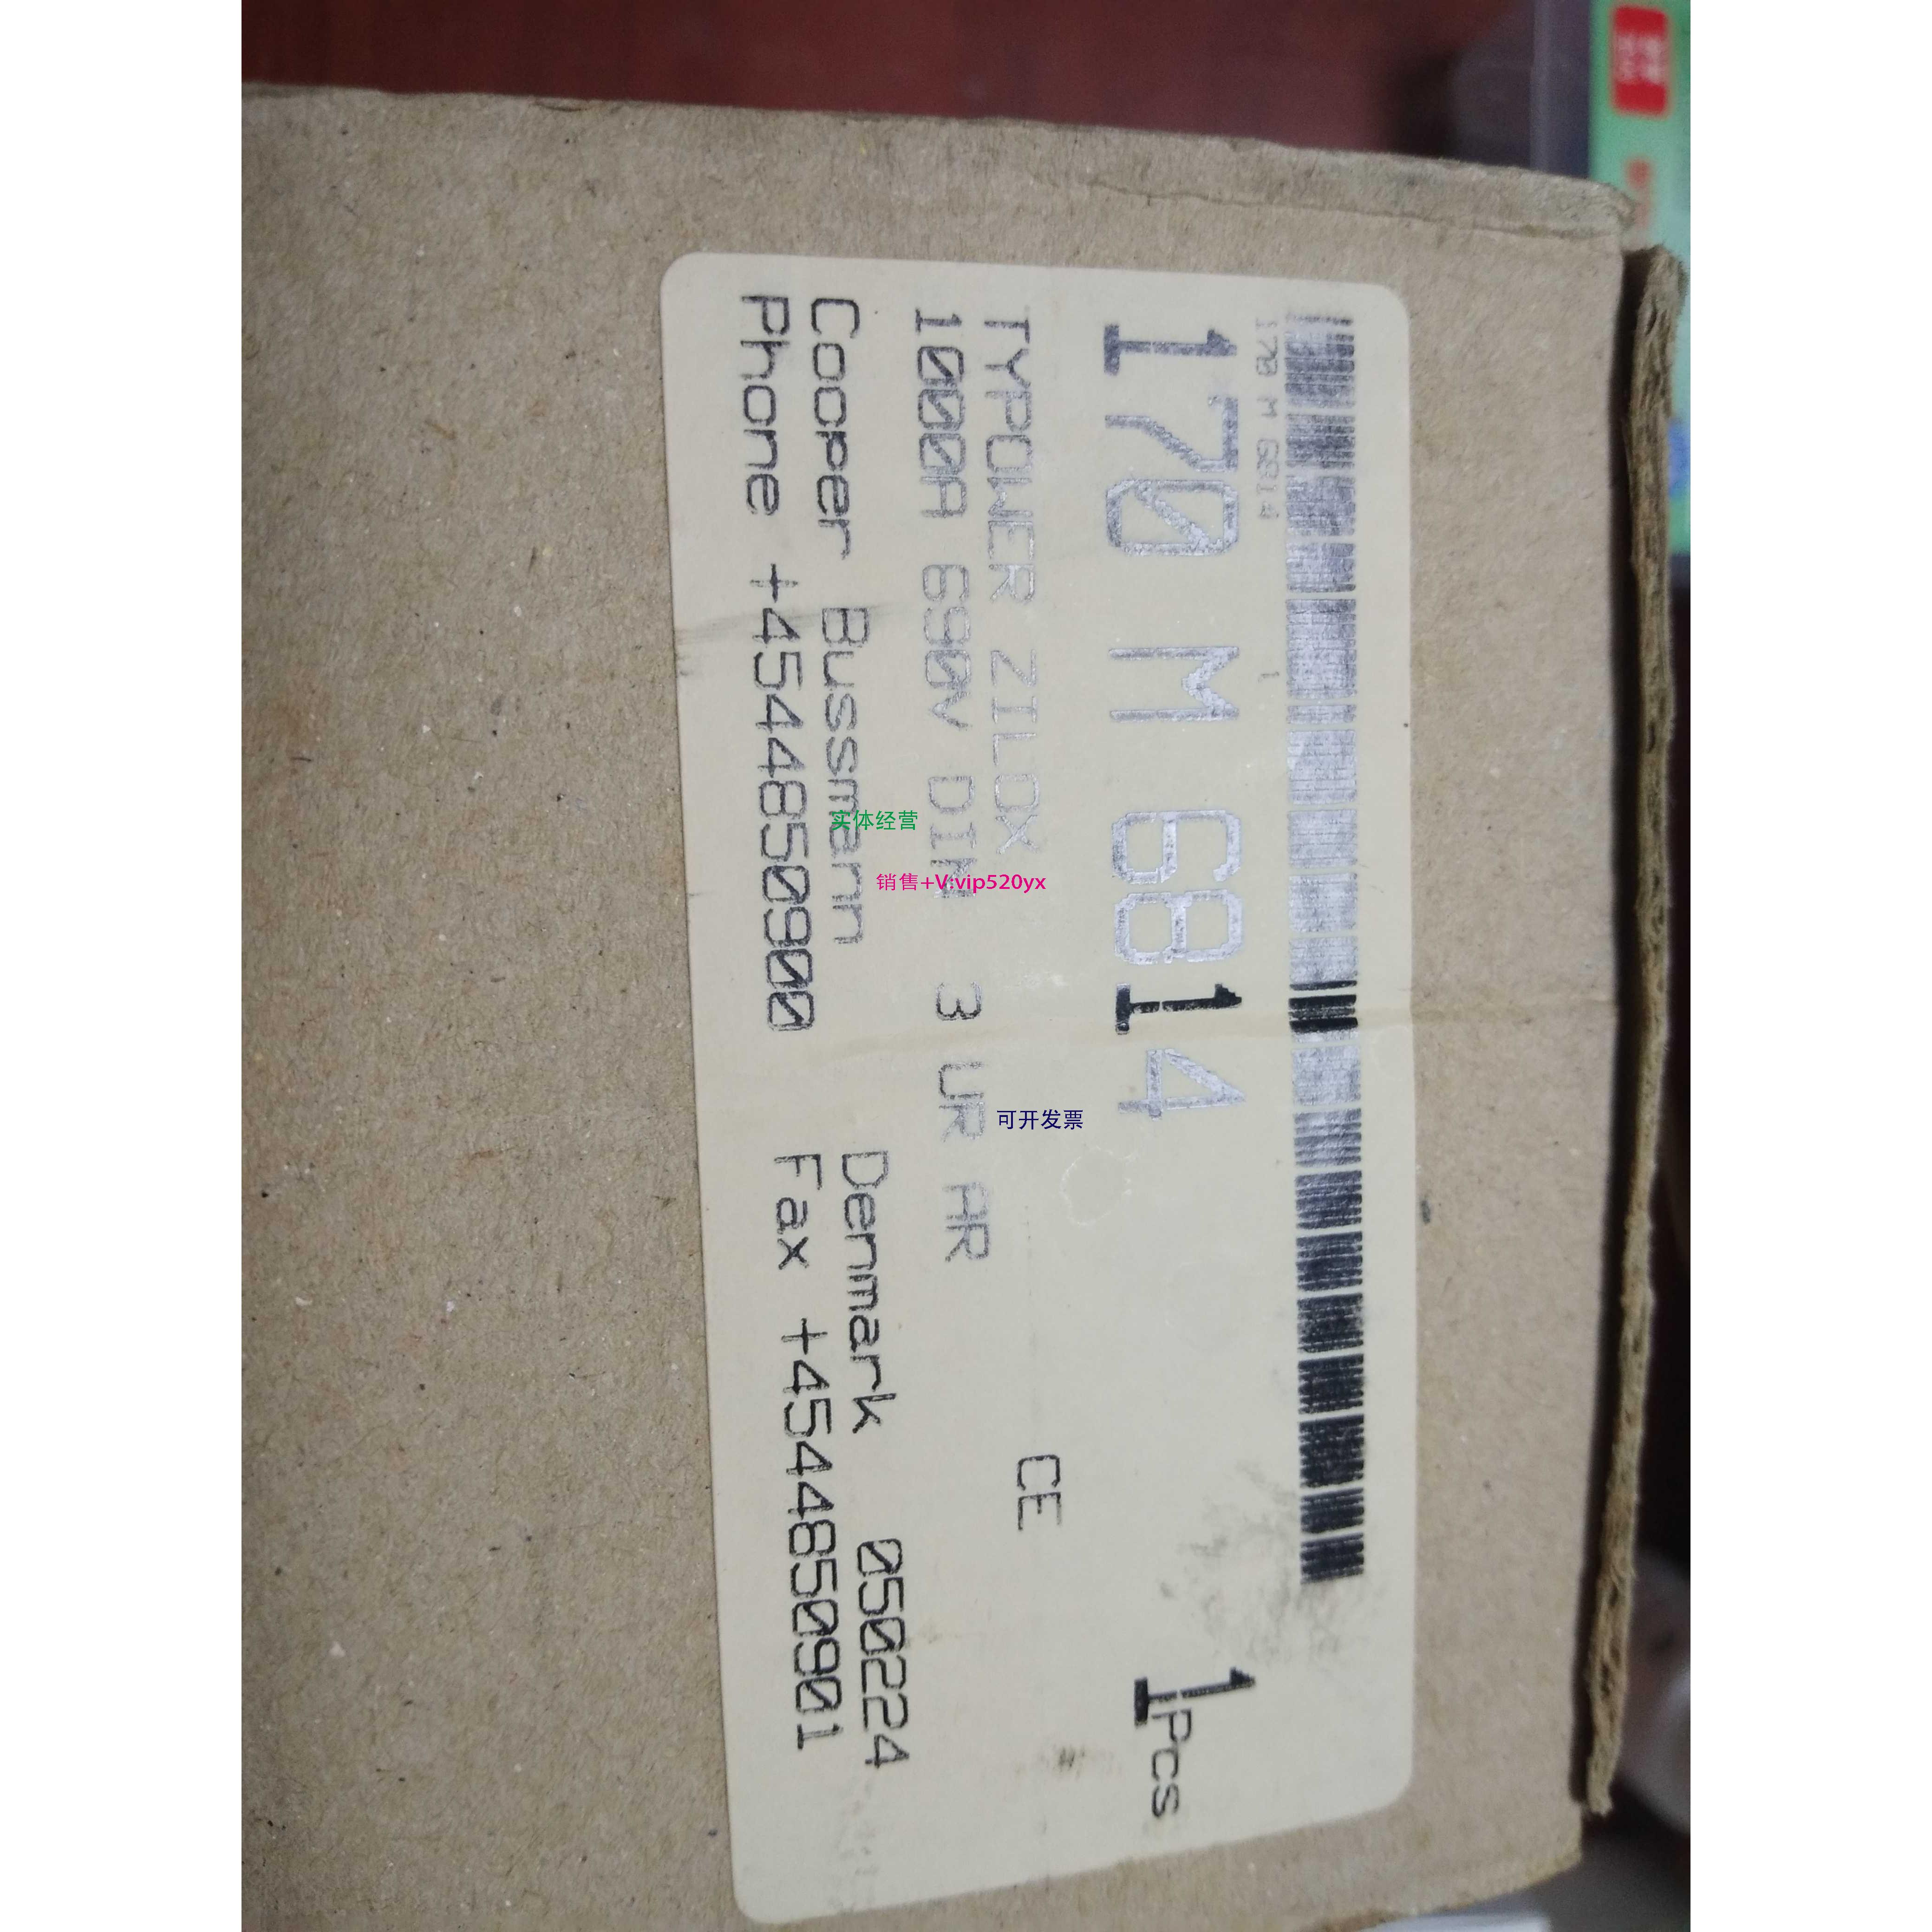 170 M 6814
1
170 M 6814
1Pcs
TYPOWER ZILOX
CE
1000A 690V DIN 3 UR AR
Cooper Bussmann Denmark 050224
Phone +4544850900 Fax +4544850901
实体经营
销售+V:vip520yx
可开发票